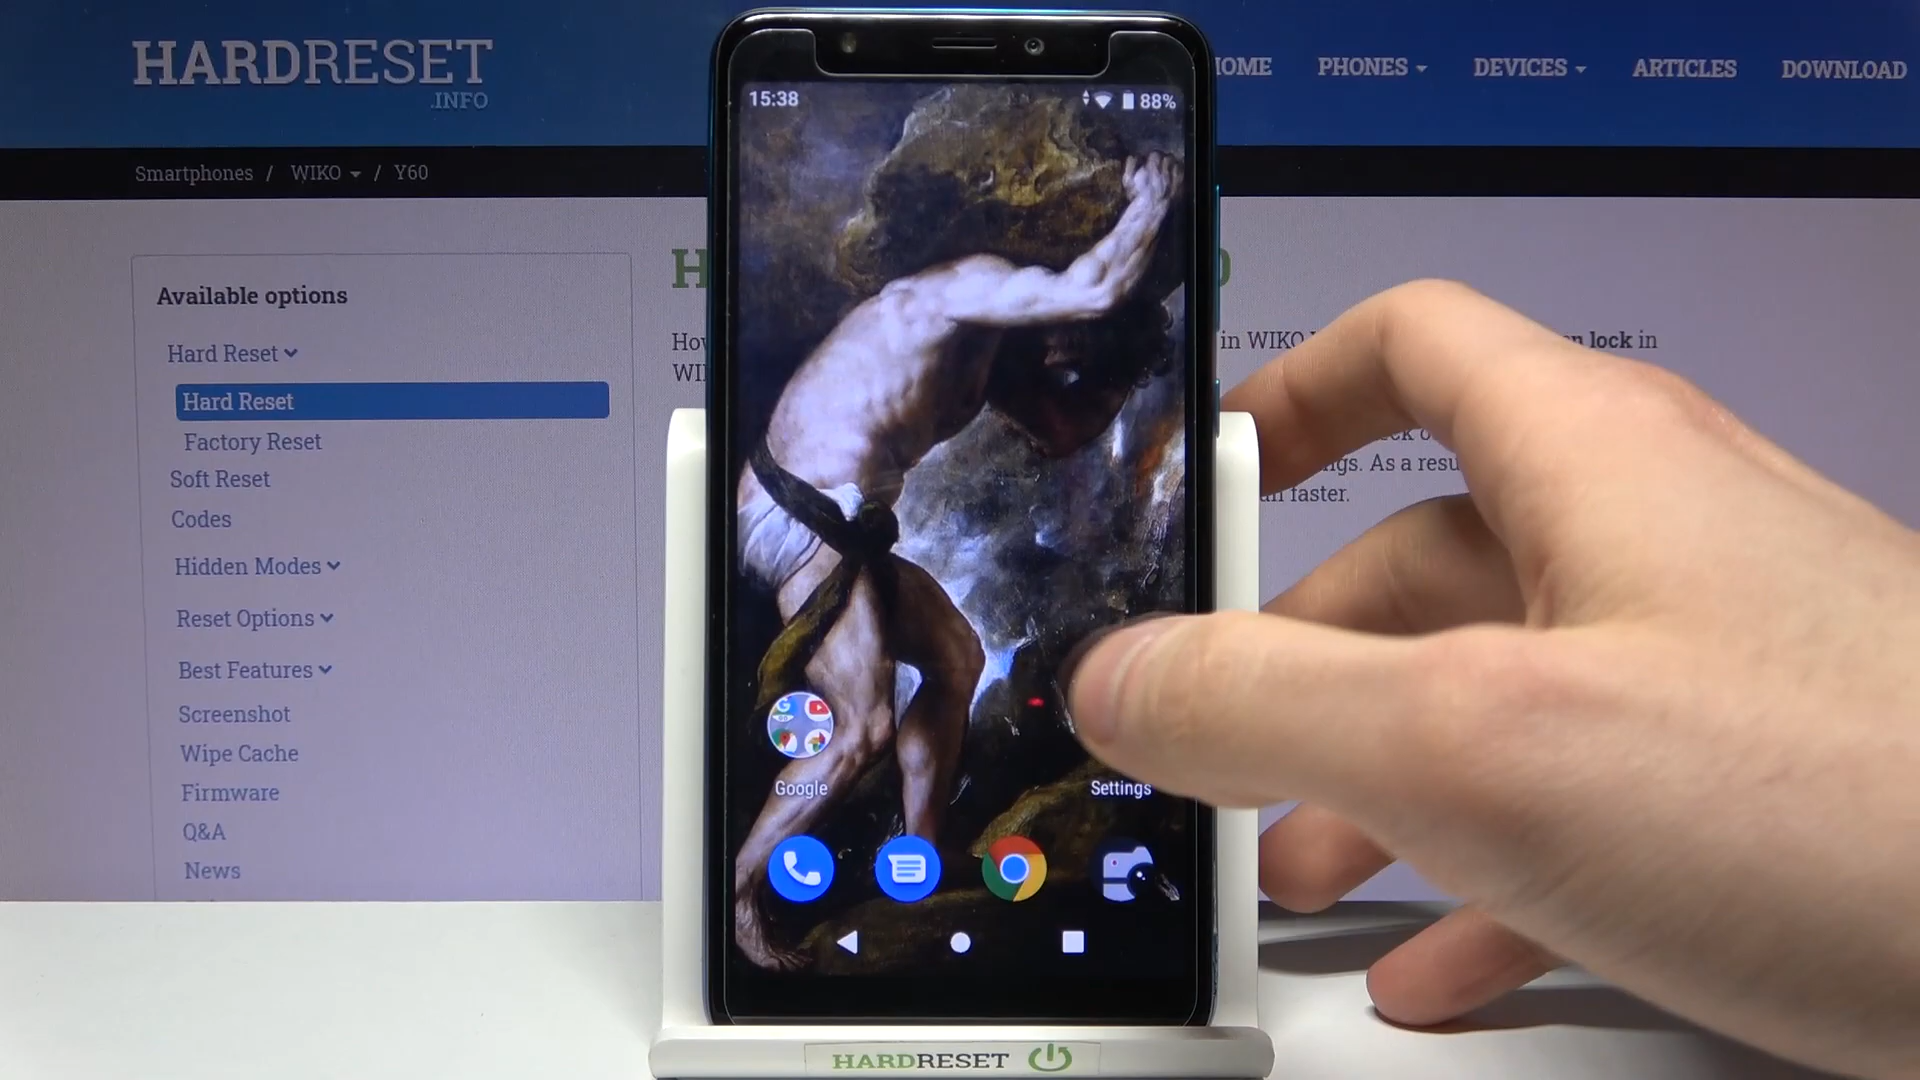 HARDRESET
.INFO
HOME PHONES DEVICES ARTICLES DOWNLOAD
Smartphones / WIKO / Y60
Available options
Hard Reset
Hard Reset
Factory Reset
Soft Reset
Codes
Hidden Modes
Reset Options
Best Features
Screenshot
Wipe Cache
Firmware
Q&A
News
in WIKO
lock in
As a
faster.
15:38 88%
Google
Settings
HARDRESET